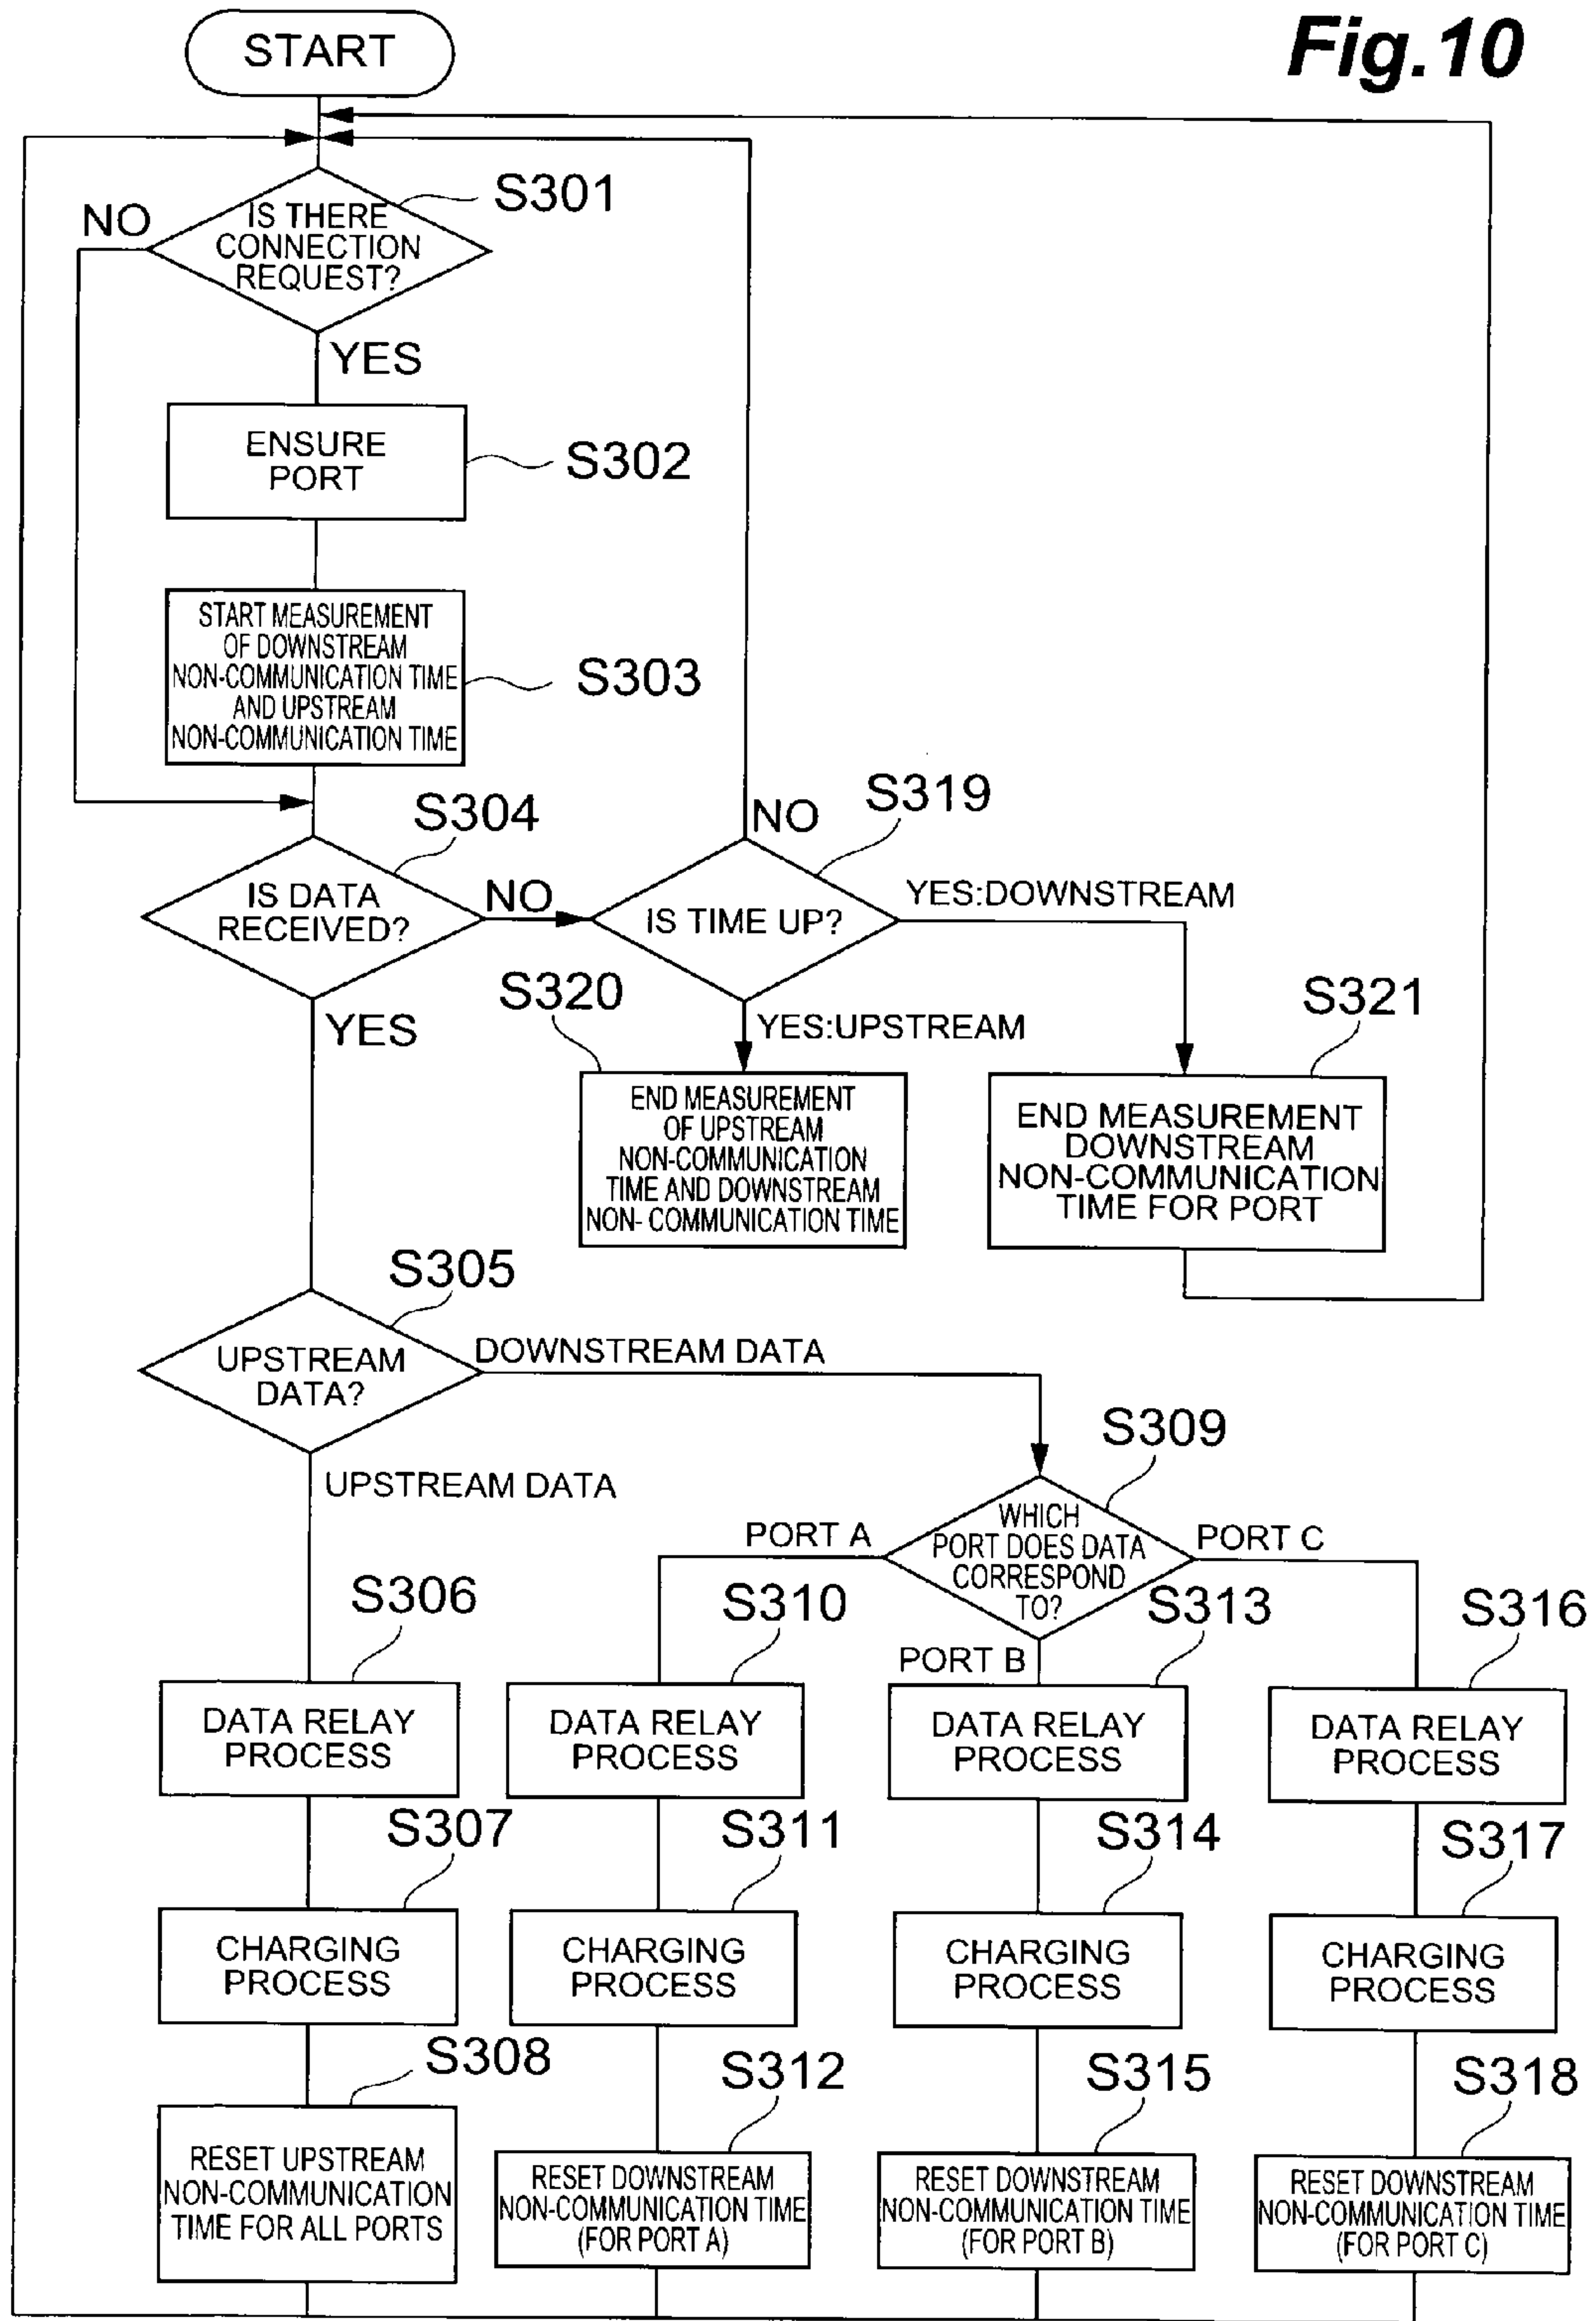 Fig.10
START
S301
NO
IS THERE
CONNECTION
REQUEST?
YES
ENSURE
PORT
S302
START MEASUREMENT
OF DOWNSTREAM
NON-COMMUNICATION TIME
AND UPSTREAM
NON-COMMUNICATION TIME
S303
S304
IS DATA
RECEIVED?
NO
YES
S319
NO
IS TIME UP?
YES:DOWNSTREAM
YES:UPSTREAM
S320
END MEASUREMENT
OF UPSTREAM
NON-COMMUNICATION
TIME AND DOWNSTREAM
NON- COMMUNICATION TIME
S321
END MEASUREMENT
DOWNSTREAM
NON-COMMUNICATION
TIME FOR PORT
S305
UPSTREAM
DATA?
DOWNSTREAM DATA
UPSTREAM DATA
S309
WHICH
PORT DOES DATA
CORRESPOND
TO?
PORT A
PORT B
PORT C
S306
DATA RELAY
PROCESS
S307
CHARGING
PROCESS
S308
RESET UPSTREAM
NON-COMMUNICATION
TIME FOR ALL PORTS
S310
DATA RELAY
PROCESS
S311
CHARGING
PROCESS
S312
RESET DOWNSTREAM
NON-COMMUNICATION TIME
(FOR PORT A)
S313
DATA RELAY
PROCESS
S314
CHARGING
PROCESS
S315
RESET DOWNSTREAM
NON-COMMUNICATION TIME
(FOR PORT B)
S316
DATA RELAY
PROCESS
S317
CHARGING
PROCESS
S318
RESET DOWNSTREAM
NON-COMMUNICATION TIME
(FOR PORT C)